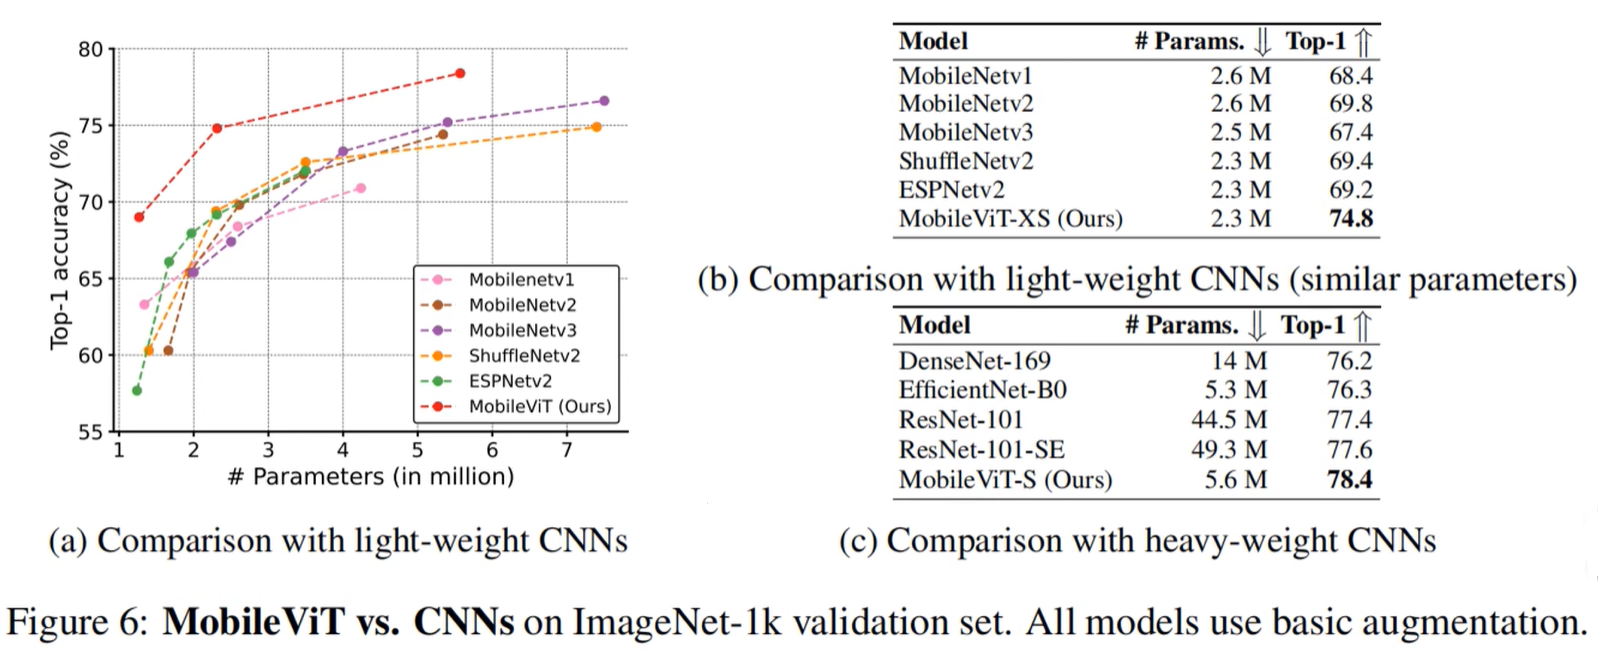 80
75
70
65
60
55
Top-1 accuracy (%)
1 2 3 4 5 6 7
# Parameters (in million)
Mobilenetv1
MobileNetv2
MobileNetv3
ShuffleNetv2
ESPNetv2
MobileViT (Ours)
(a) Comparison with light-weight CNNs
Model # Params. ⇓ Top-1 ⇑
MobileNetv1 2.6 M 68.4
MobileNetv2 2.6 M 69.8
MobileNetv3 2.5 M 67.4
ShuffleNetv2 2.3 M 69.4
ESPNetv2 2.3 M 69.2
MobileViT-XS (Ours) 2.3 M 74.8
(b) Comparison with light-weight CNNs (similar parameters)
Model # Params. ⇓ Top-1 ⇑
DenseNet-169 14 M 76.2
EfficientNet-B0 5.3 M 76.3
ResNet-101 44.5 M 77.4
ResNet-101-SE 49.3 M 77.6
MobileViT-S (Ours) 5.6 M 78.4
(c) Comparison with heavy-weight CNNs
Figure 6: MobileViT vs. CNNs on ImageNet-1k validation set. All models use basic augmentation.